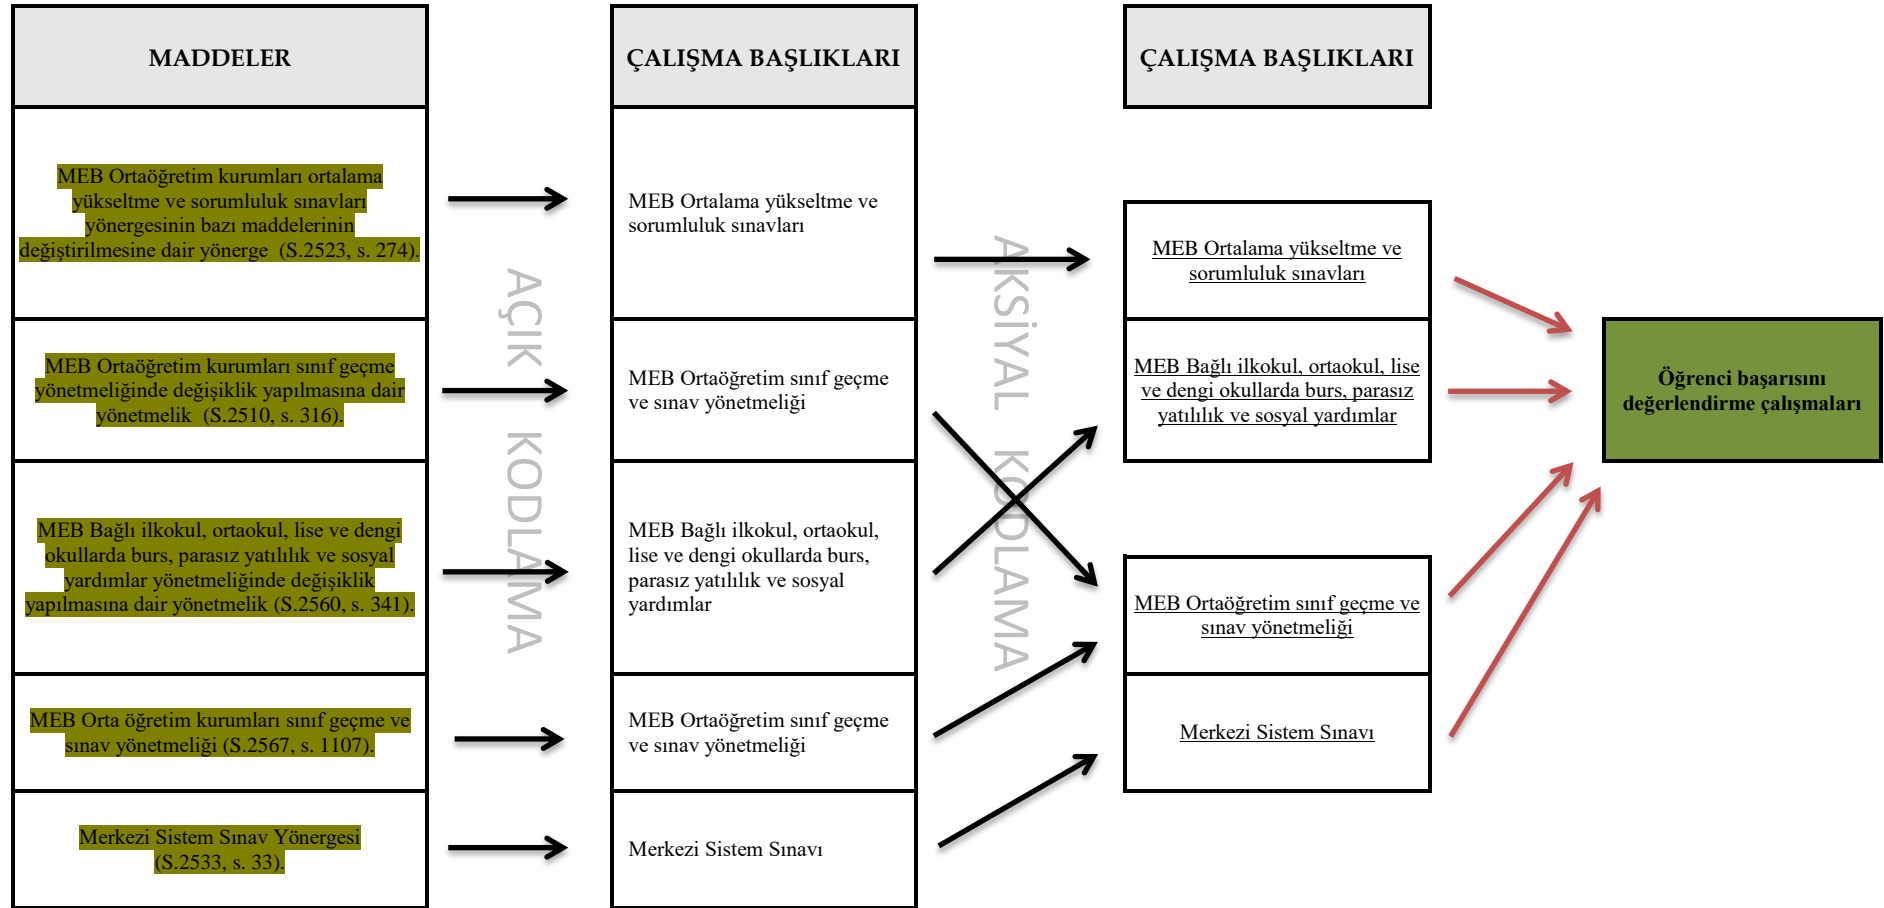 MADDELER
MEB Ortaöğretim kurumları ortalama
yükseltme ve sorumluluk sınavları
yönergesinin bazı maddelerinin
değiştirilmesine dair yönerge (S.2523, s. 274).
MEB Ortaöğretim kurumları sınıf geçme
yönetmeliğinde değişiklik yapılmasına dair
yönetmelik (S.2510, s. 316).
MEB Bağlı ilkokul, ortaokul, lise ve dengi
okullarda burs, parasız yatılılık ve sosyal
yardımlar yönetmeliğinde değişiklik
yapılmasına dair yönetmelik (S.2560, s. 341).
MEB Orta öğretim kurumları sınıf geçme ve
sınav yönetmeliği (S.2567, s. 1107).
Merkezi Sistem Sınav Yönergesi
(S.2533, s. 33).
AÇIK KODLAMA
ÇALIŞMA BAŞLIKLARI
MEB Ortalama yükseltme ve
sorumluluk sınavları
MEB Ortaöğretim sınıf geçme
ve sınav yönetmeliği
MEB Bağlı ilkokul, ortaokul,
lise ve dengi okullarda burs,
parasız yatılılık ve sosyal
yardımlar
MEB Ortaöğretim sınıf geçme
ve sınav yönetmeliği
Merkezi Sistem Sınavı
AKSİYAL KODLAMA
ÇALIŞMA BAŞLIKLARI
MEB Ortalama yükseltme ve
sorumluluk sınavları
MEB Bağlı ilkokul, ortaokul, lise
ve dengi okullarda burs, parasız
yatılılık ve sosyal yardımlar
MEB Ortaöğretim sınıf geçme ve
sınav yönetmeliği
Merkezi Sistem Sınavı
Öğrenci başarısını
değerlendirme çalışmaları